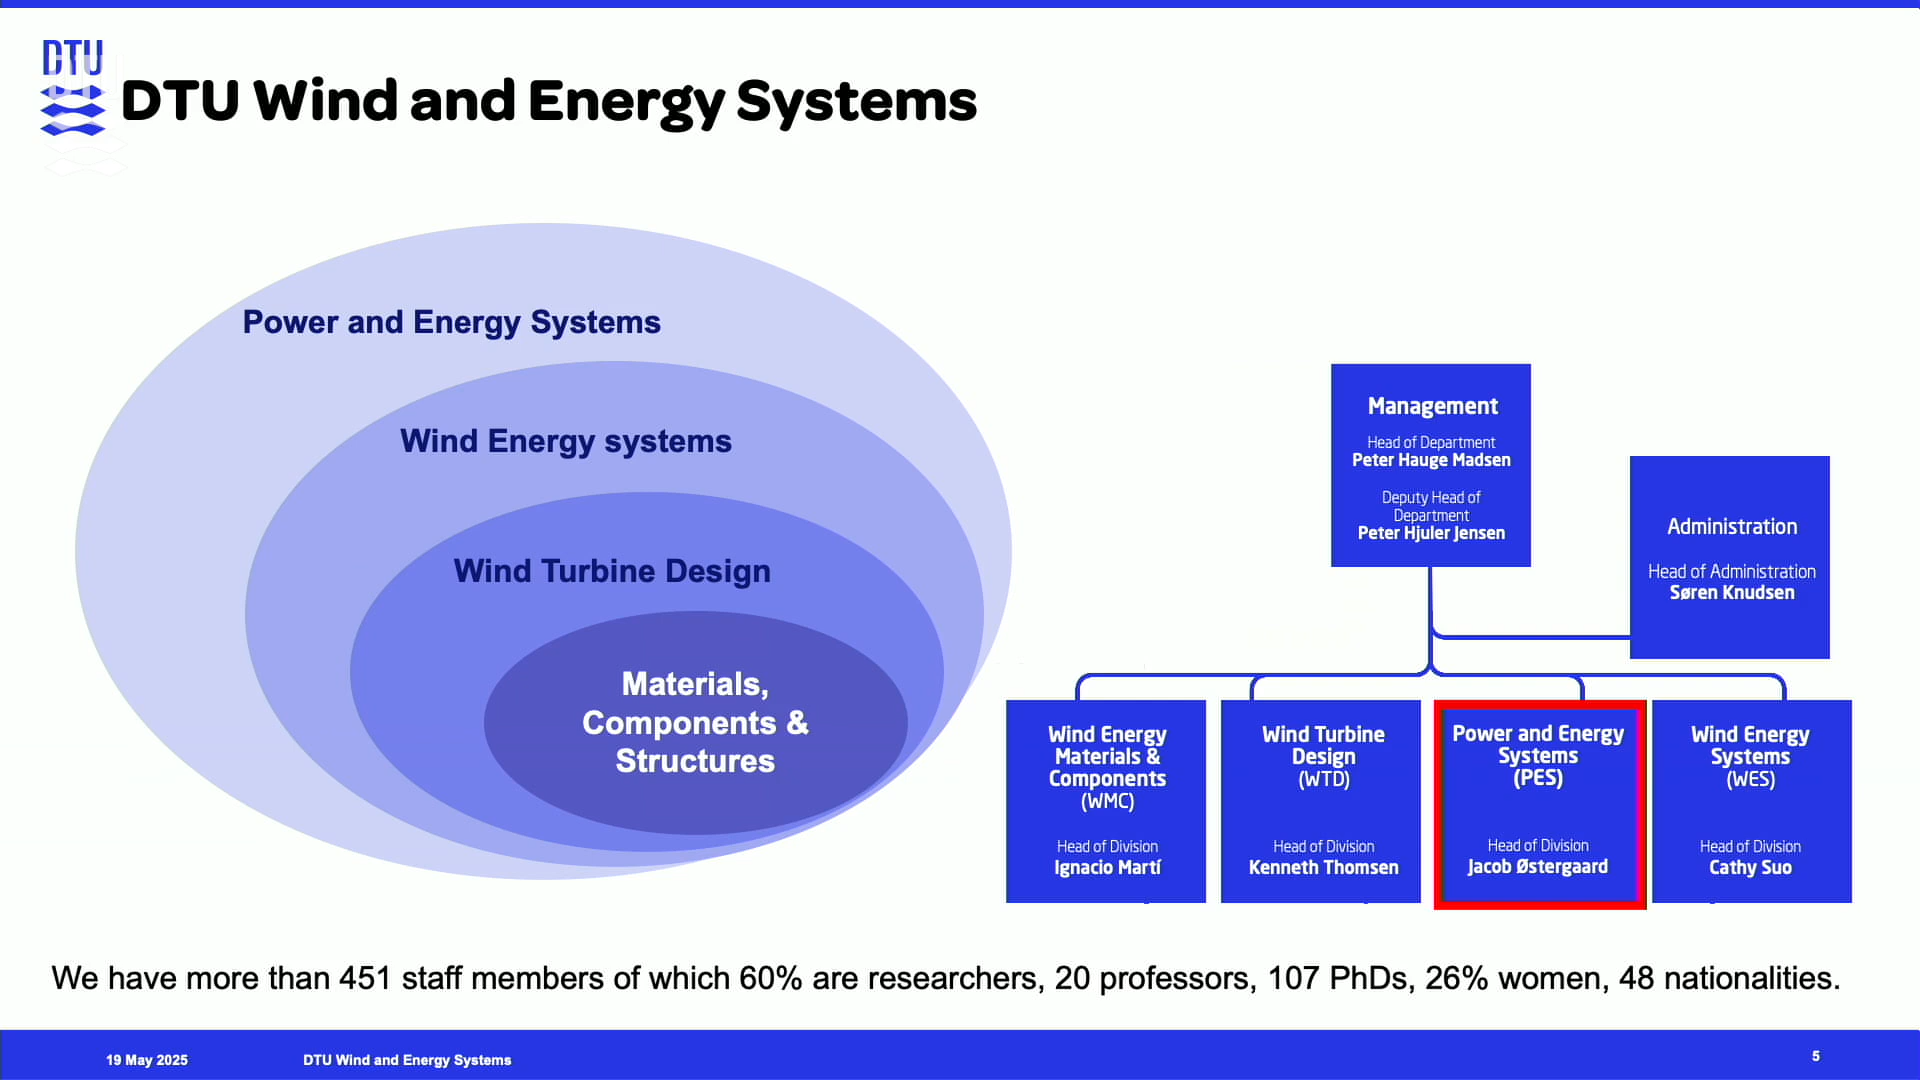 DTU
DTU Wind and Energy Systems
Power and Energy Systems
Wind Energy systems
Wind Turbine Design
Materials,
Components &
Structures
Management
Head of Department
Peter Hauge Madsen
Deputy Head of
Department
Peter Hjuler Jensen
Administration
Head of Administration
Søren Knudsen
Wind Energy
Materials &
Components
(WMC)
Head of Division
Ignacio Martí
Wind Turbine
Design
(WTD)
Head of Division
Kenneth Thomsen
Power and Energy
Systems
(PES)
Head of Division
Jacob Østergaard
Wind Energy
Systems
(WES)
Head of Division
Cathy Suo
We have more than 451 staff members of which 60% are researchers, 20 professors, 107 PhDs, 26% women, 48 nationalities.
19 May 2025
DTU Wind and Energy Systems
5